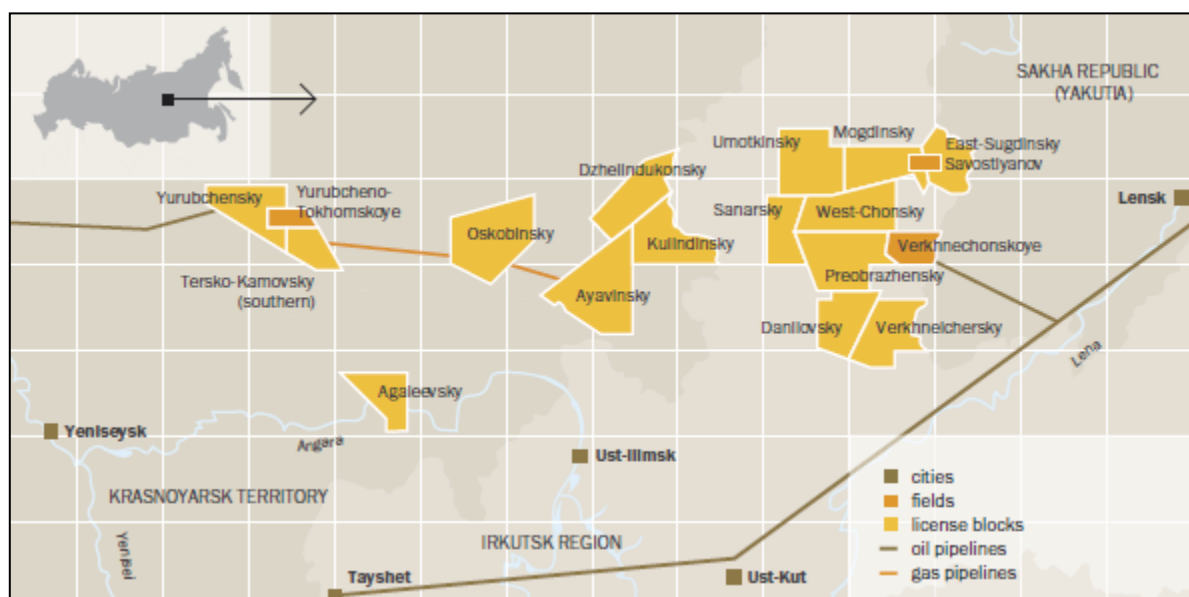 SAKHA REPUBLIC
(YAKUTIA)
Umotkinsky
Mogdinsky
East-Sugdinsky
Savostiyanov
Dzhelindukonsky
Yurubchensky
Yurubcheno-
Tokhomskoye
Lensk
Oskobinsky
Kulindinsky
Sanarsky
West-Chonsky
Verkhnechonskoye
Tersko-Kamovsky
(southern)
Ayavinsky
Preobrazhensky
Danilovsky
Verkhneichersky
Lena
Agaleevsky
Yeniseysk
Angara
Ust-Ilimsk
KRASNOYARSK TERRITORY
Yenisei
IRKUTSK REGION
Tayshet
Ust-Kut
cities
fields
license blocks
oil pipelines
gas pipelines